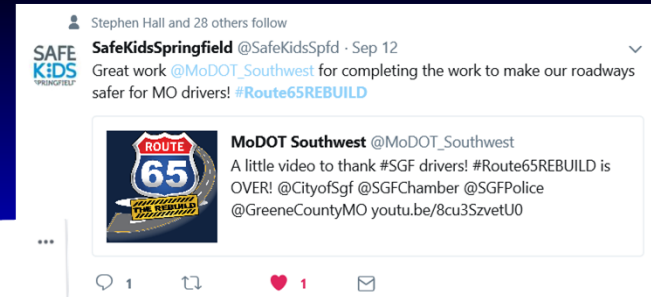 Stephen Hall and 28 others follow
SAFE
KIDS
SPRINGFIELD
SafeKidsSpringfield @SafeKidsSpfd · Sep 12
Great work @MoDOT_Southwest for completing the work to make our roadways
safer for MO drivers! #Route65REBUILD
ROUTE
65
THE REBUILD
MoDOT Southwest @MoDOT_Southwest
A little video to thank #SGF drivers! #Route65REBUILD is
OVER! @CityofSgf @SGFChamber @SGFPolice
@GreeneCountyMO youtu.be/8cu3SzvetU0
1
1